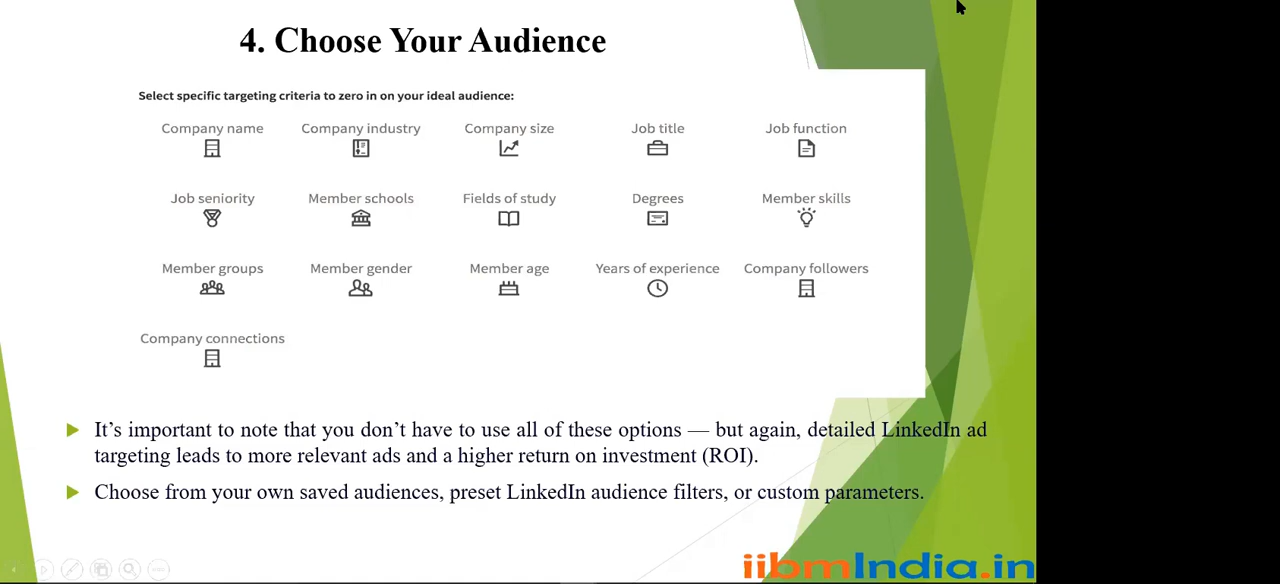 4. Choose Your Audience
Select specific targeting criteria to zero in on your ideal audience:
Company name Company industry Company size Job title Job function
Job seniority Member schools Fields of study Degrees Member skills
Member groups Member gender Member age Years of experience Company followers
Company connections
It’s important to note that you don’t have to use all of these options — but again, detailed LinkedIn ad
targeting leads to more relevant ads and a higher return on investment (ROI).
Choose from your own saved audiences, preset LinkedIn audience filters, or custom parameters.
iibmIndia.in